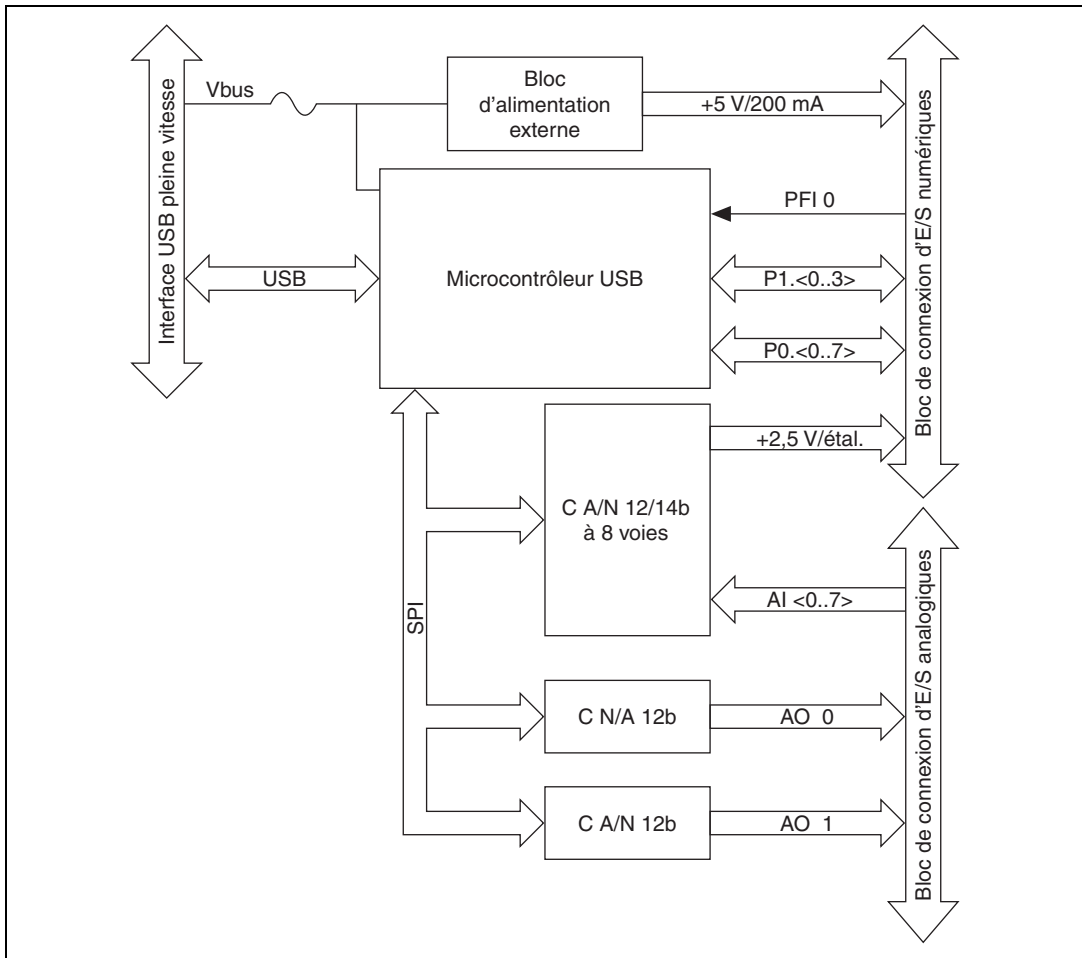 Vbus
Bloc
d'alimentation
externe
+5 V/200 mA
Interface USB pleine vitesse
USB
Microcontrôleur USB
PFI 0
P1.<0..3>
P0.<0..7>
Bloc de connexion d'E/S numériques
+2,5 V/étal.
C A/N 12/14b
à 8 voies
AI <0..7>
SPI
C N/A 12b
AO 0
C A/N 12b
AO 1
Bloc de connexion d'E/S analogiques